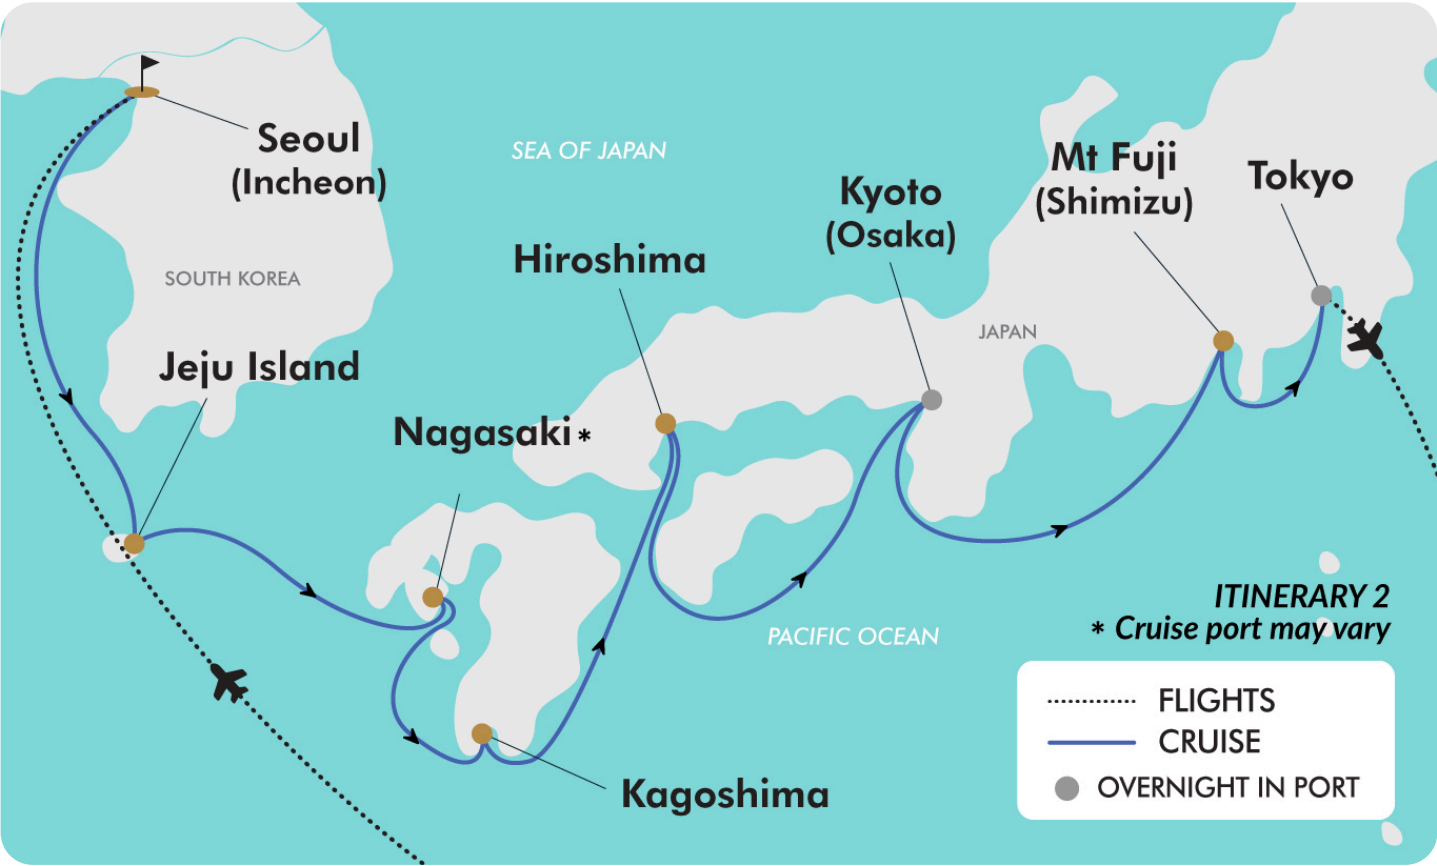 Seoul
(Incheon)
SOUTH KOREA
Jeju Island
SEA OF JAPAN
Hiroshima
Nagasaki*
Kagoshima
Kyoto
(Osaka)
JAPAN
Mt Fuji
(Shimizu)
Tokyo
PACIFIC OCEAN
ITINERARY 2
* Cruise port may vary
FLIGHTS
CRUISE
OVERNIGHT IN PORT